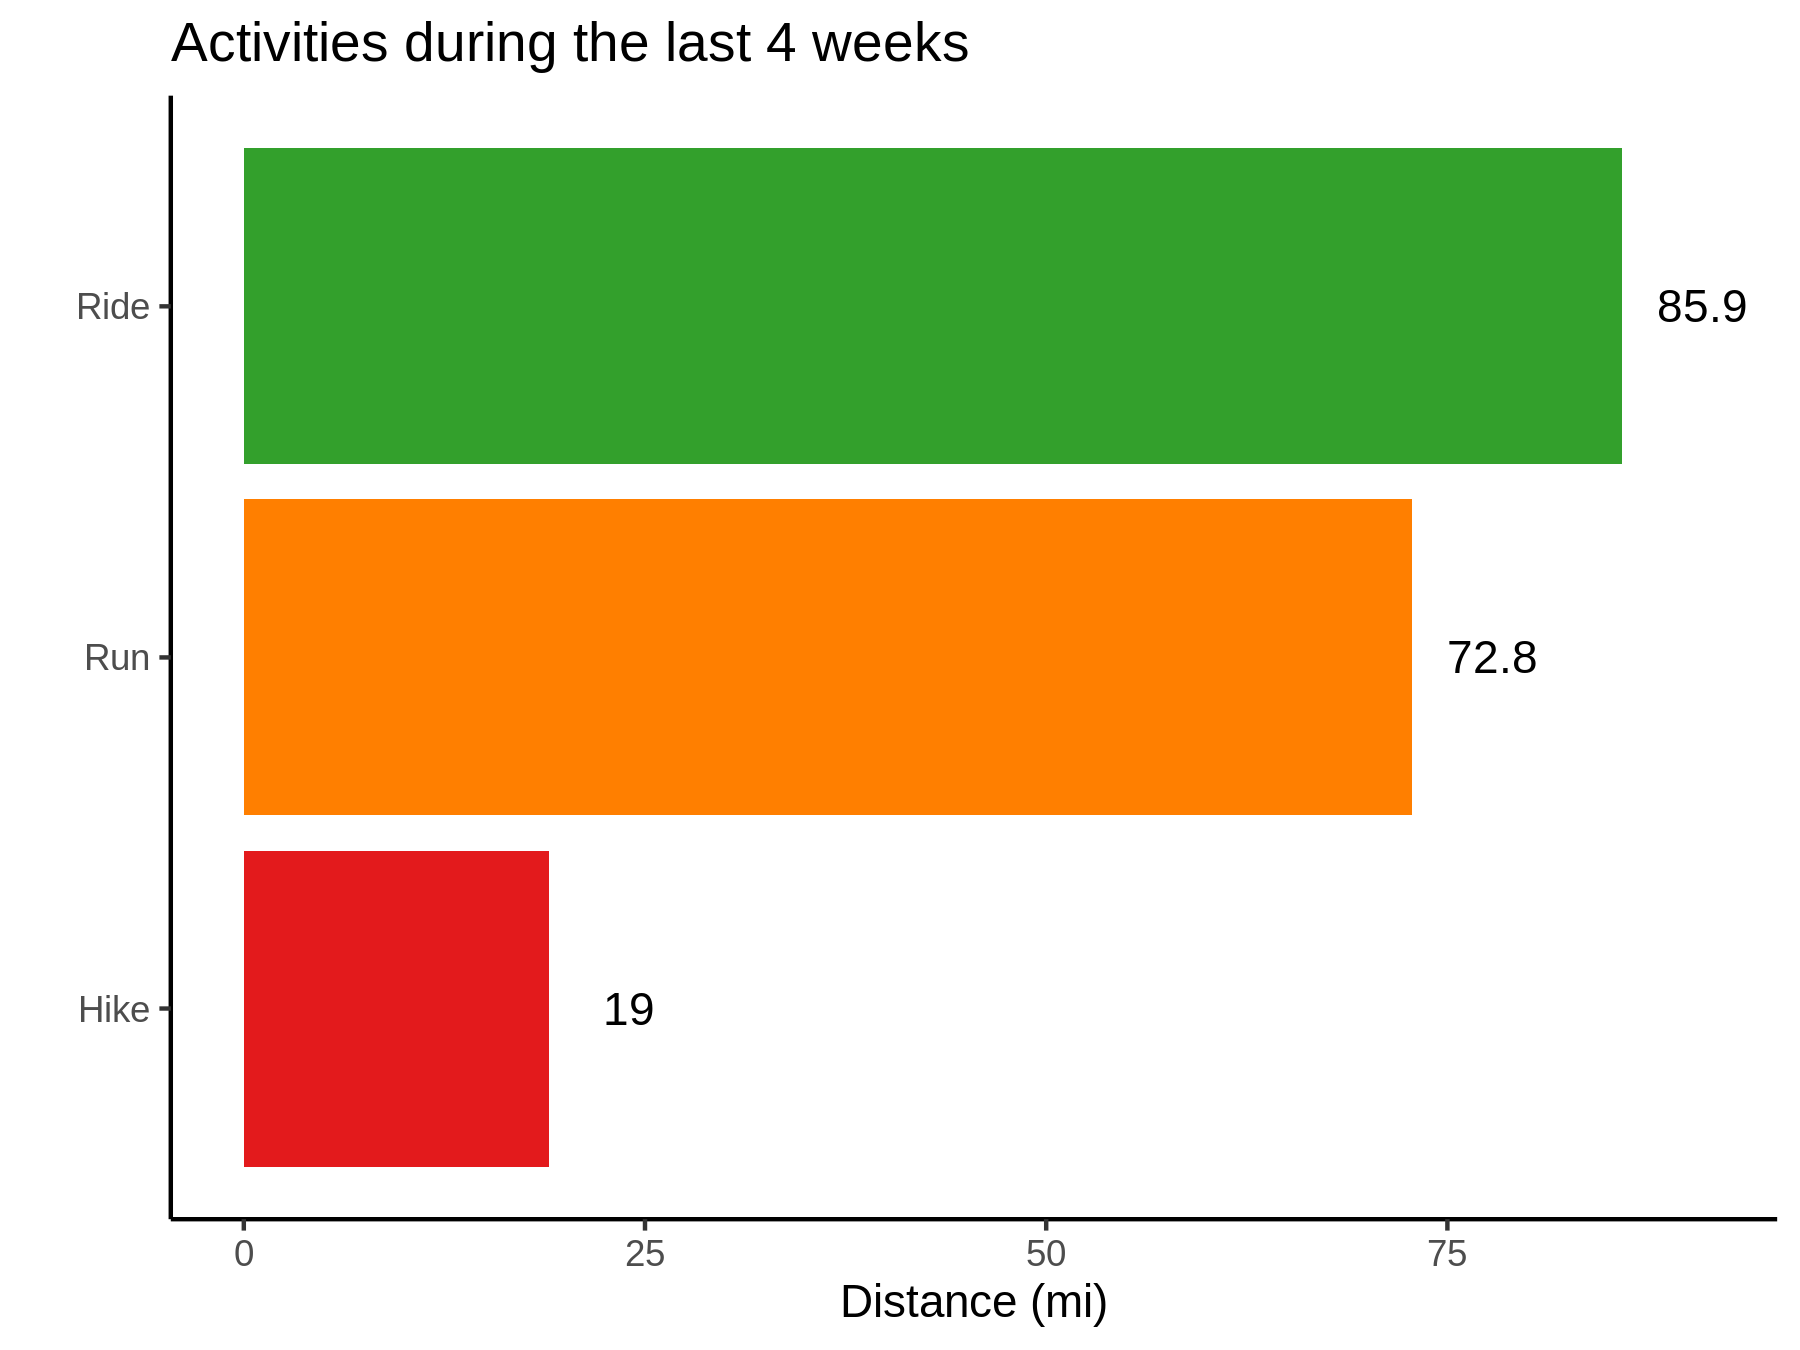 Activities during the last 4 weeks
Ride
85.9
Run
72.8
Hike
19
0 25 50 75
Distance (mi)